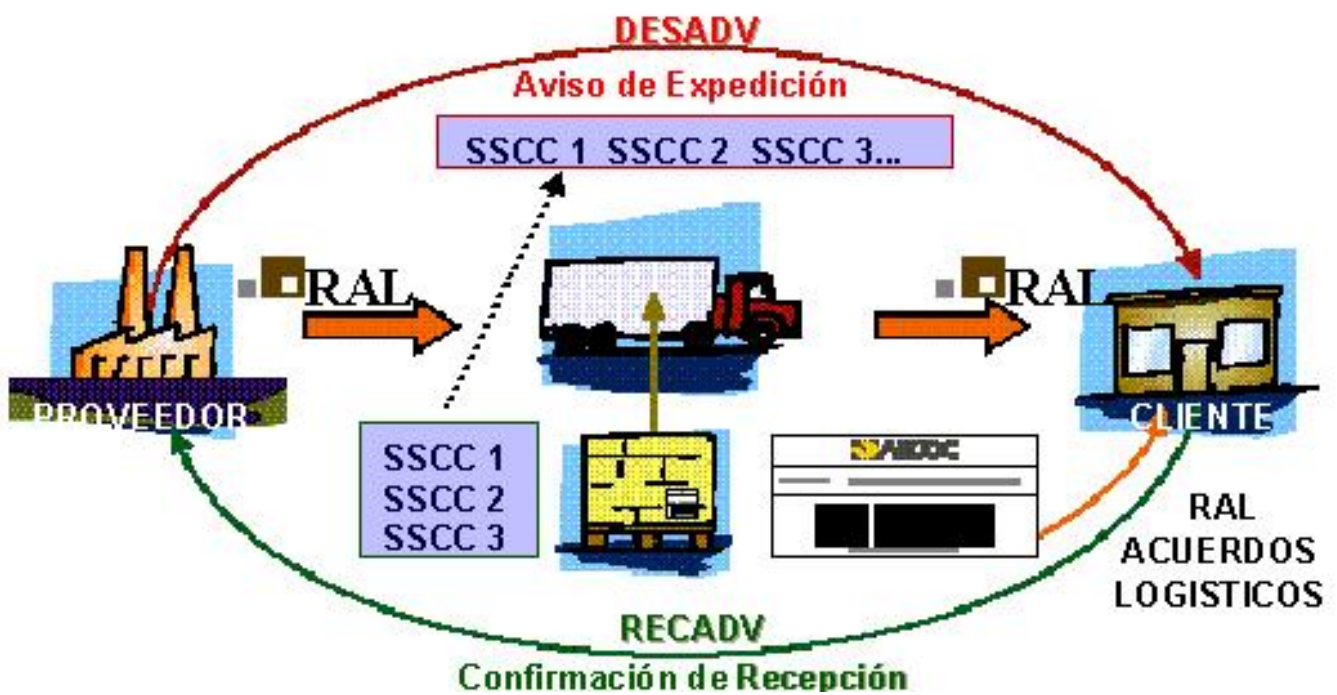 DESADV
Aviso de Expedición
SSCC 1 SSCC 2 SSCC 3...
RAL
RAL
PROVEEDOR
CLIENTE
SSCC 1
SSCC 2
SSCC 3
RAL
ACUERDOS
LOGISTICOS
RECADV
Confirmación de Recepción